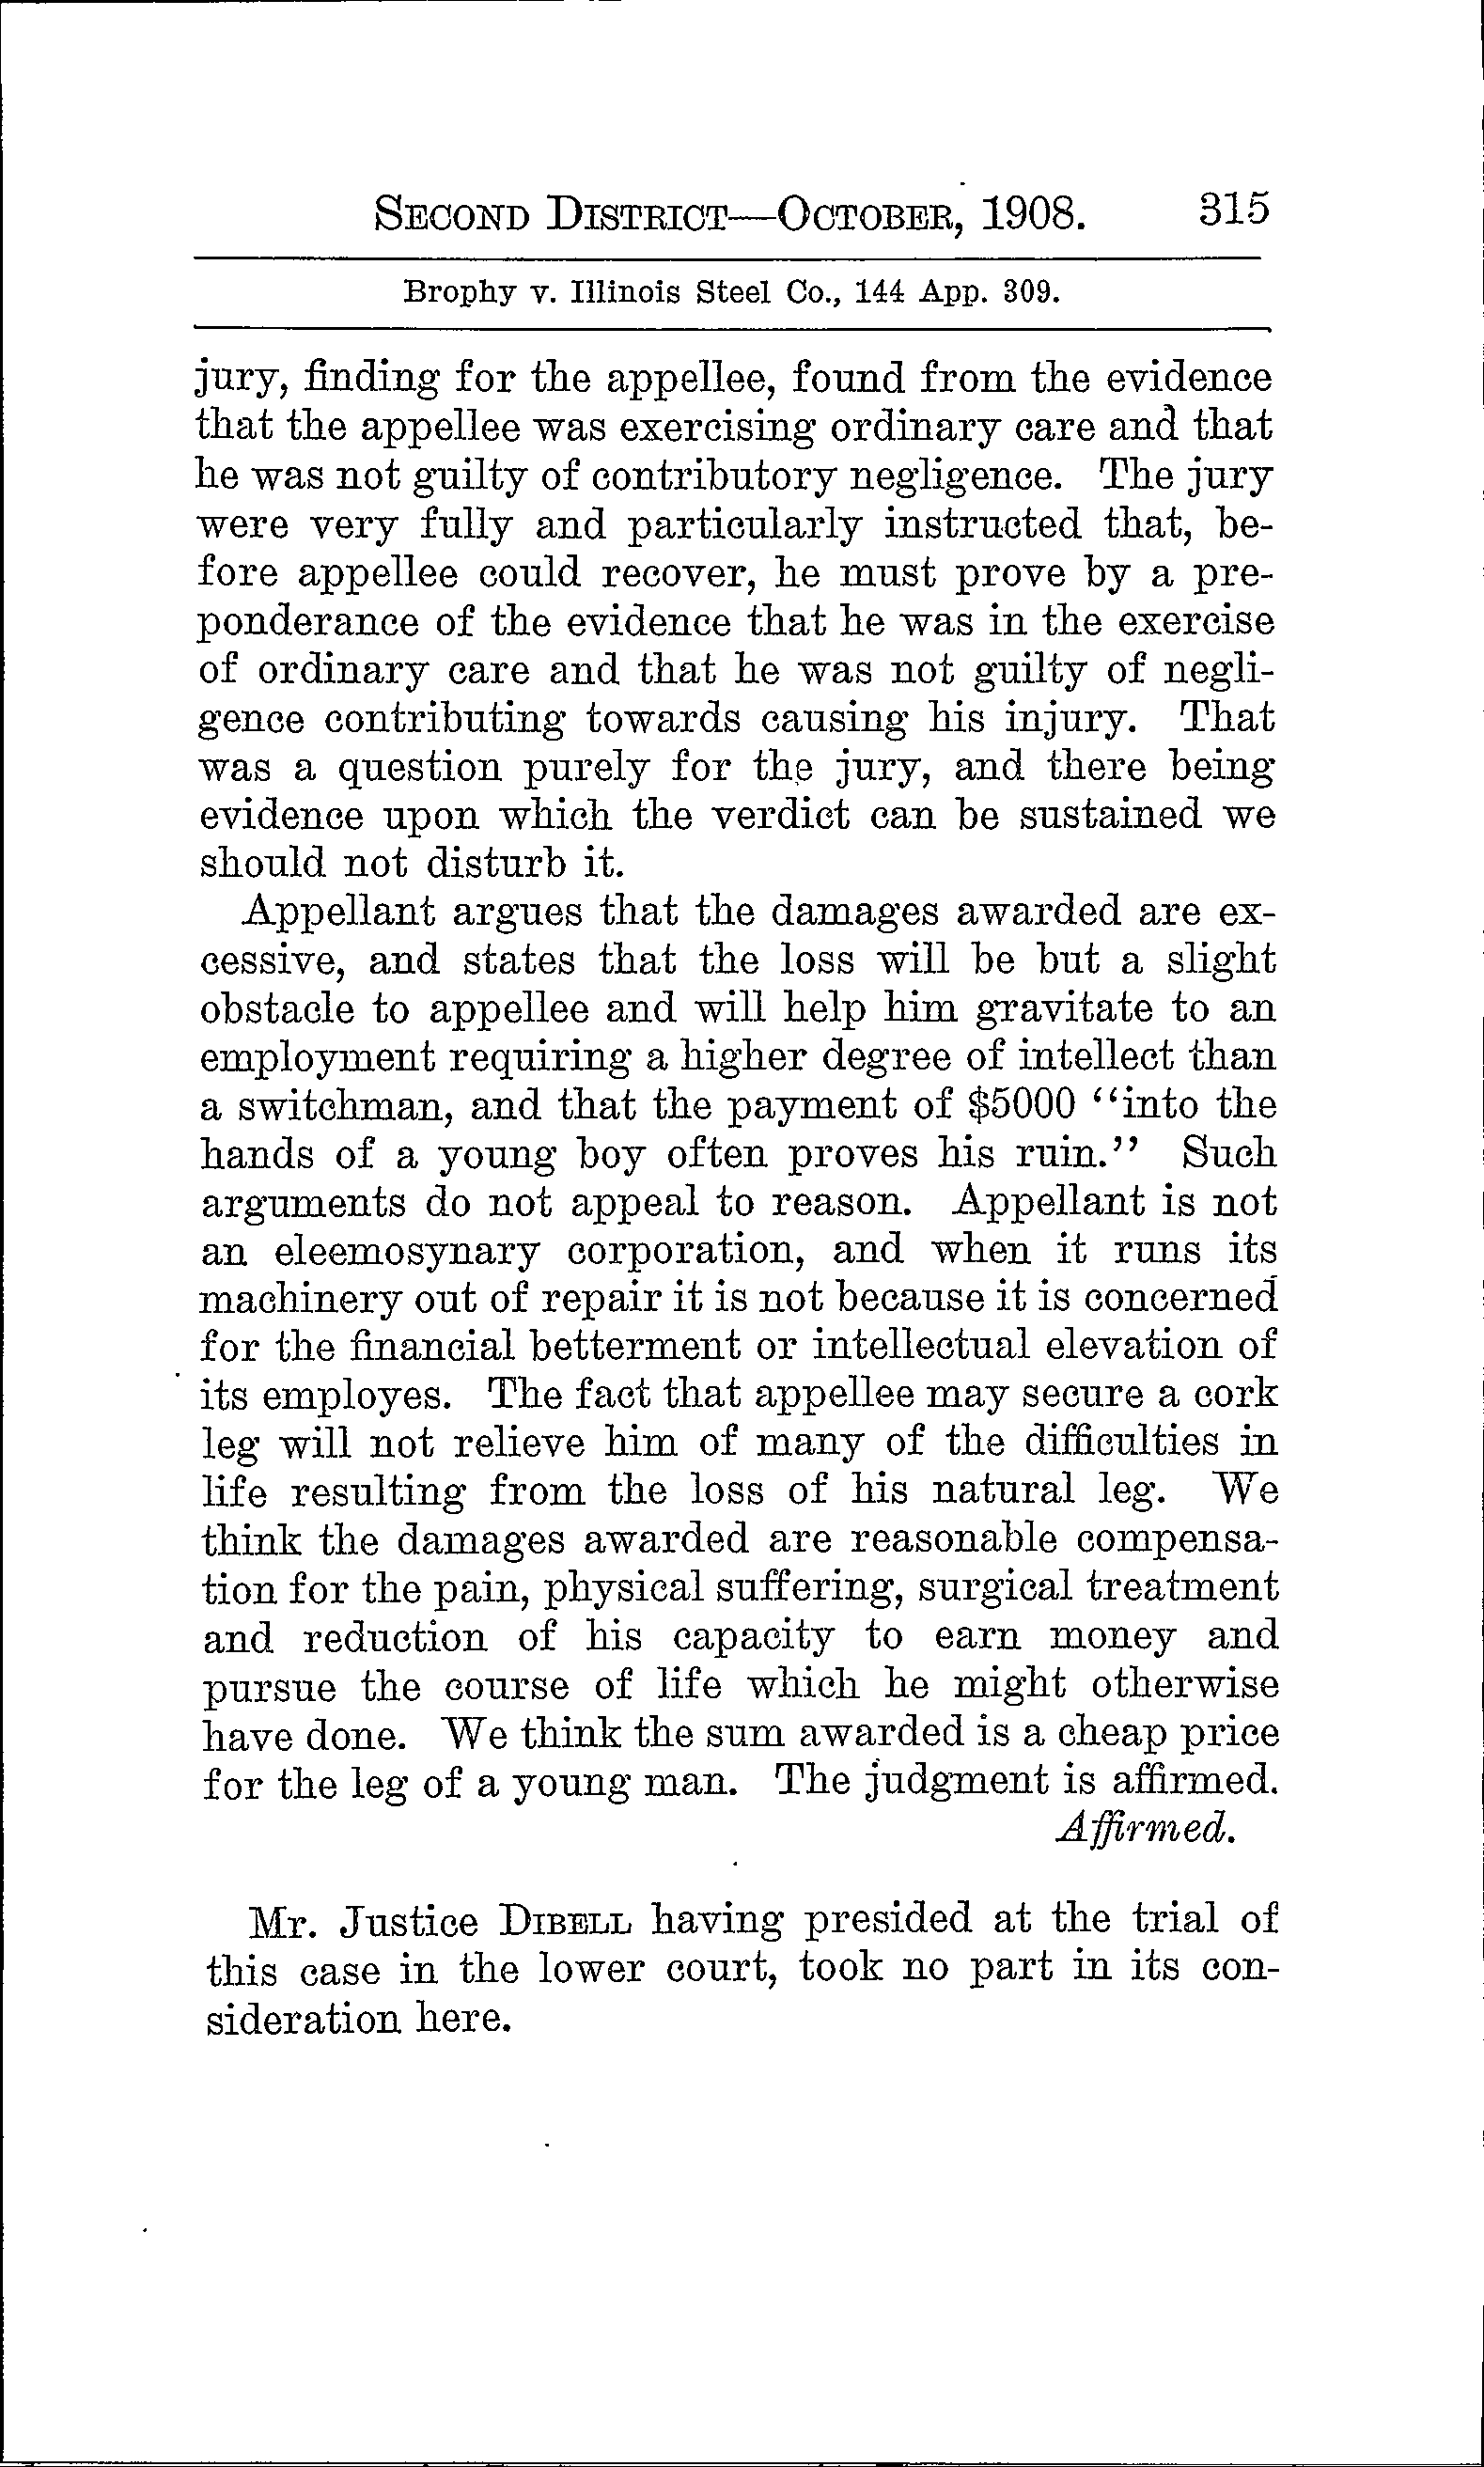 SECOND DISTRICT—OCTOBER, 1908. 315
Brophy v. Illinois Steel Co., 144 App. 309.
jury, finding for the appellee, found from the evidence
that the appellee was exercising ordinary care and that
he was not guilty of contributory negligence. The jury
were very fully and particularly instructed that, be-
fore appellee could recover, he must prove by a pre-
ponderance of the evidence that he was in the exercise
of ordinary care and that he was not guilty of negli-
gence contributing towards causing his injury. That
was a question purely for the jury, and there being
evidence upon which the verdict can be sustained we
should not disturb it.
Appellant argues that the damages awarded are ex-
cessive, and states that the loss will be but a slight
obstacle to appellee and will help him gravitate to an
employment requiring a higher degree of intellect than
a switchman, and that the payment of $5000 “into the
hands of a young boy often proves his ruin.” Such
arguments do not appeal to reason. Appellant is not
an eleemosynary corporation, and when it runs its
machinery out of repair it is not because it is concerned
for the financial betterment or intellectual elevation of
its employes. The fact that appellee may secure a cork
leg will not relieve him of many of the difficulties in
life resulting from the loss of his natural leg. We
think the damages awarded are reasonable compensa-
tion for the pain, physical suffering, surgical treatment
and reduction of his capacity to earn money and
pursue the course of life which he might otherwise
have done. We think the sum awarded is a cheap price
for the leg of a young man. The judgment is affirmed.
Affirmed.
Mr. Justice DIBELL having presided at the trial of
this case in the lower court, took no part in its con-
sideration here.